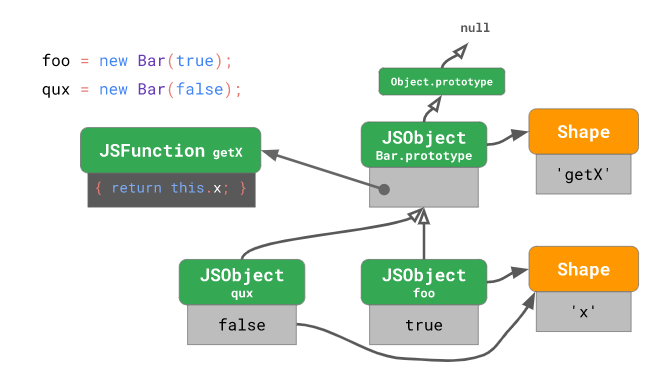 null
foo = new Bar(true);
Object.prototype
qux = new Bar(false);
JSFunction getX
{ return this.x; }
JSObject
Bar.prototype
Shape
'getX'
JSObject
qux
false
JSObject
foo
true
Shape
'x'